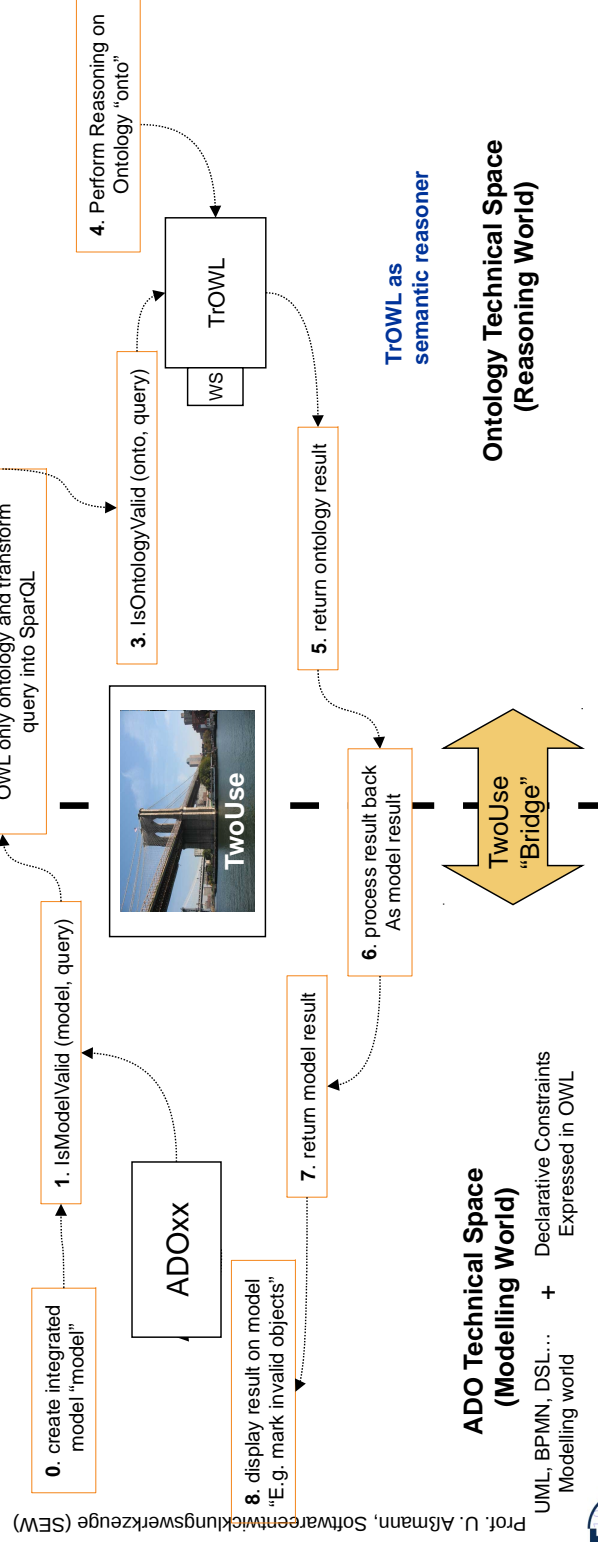 0. create integrated
model “model”
1. IsModelValid (model, query)
OWL only ontology and transform
query into SparQL
3. IsOntologyValid (onto, query)
4. Perform Reasoning on
Ontology “onto”
ADOxx
TwoUse
WS
TrOWL
8. display result on model
“E.g. mark invalid objects”
7. return model result
6. process result back
As model result
5. return ontology result
TrOWL as
semantic reasoner
ADO Technical Space
(Modelling World)
TwoUse
“Bridge”
Ontology Technical Space
(Reasoning World)
UML, BPMN, DSL…
Modelling world
+
Declarative Constraints
Expressed in OWL
Prof. U. Aßmann, Softwareentwicklungswerkzeuge (SEW)